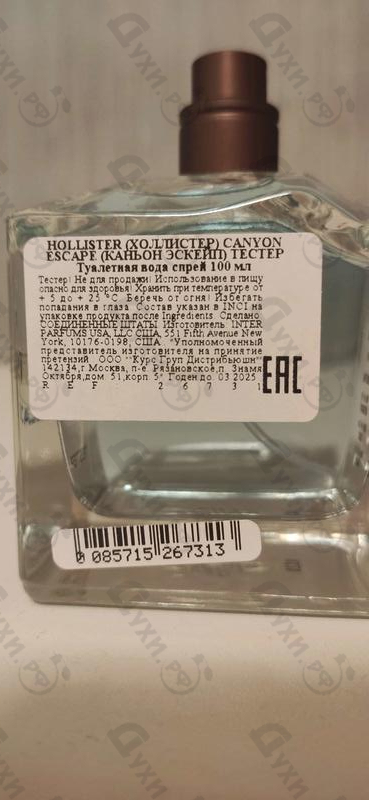 HOLLISTER (ХОЛЛИСТЕР) CANYON
ESCAPE (КАНЬОН ЭСКЕЙП) ТЕСТЕР
Туалетная вода спрей 100 мл
Тестер! Не для продажи! Использование в пищу
опасно для здоровья! Хранить при температуре от
+ 5 до + 25 °С. Беречь от огня! Избегать
попадания в глаза. Состав указан в INCI на
упаковке продукта после Ingredients. Сделано:
СОЕДИНЕННЫЕ ШТАТЫ. Изготовитель: INTER
PARFUMS USA, LLC США, 551 Fifth Avenue New
York, 10176-0198, США. "Уполномоченный
представитель изготовителя на принятие
претензий: ООО "Курс Груп Дистрибьюшн"
142134,г.Москва, п-е. Рязановское,п. Знамя
Октября,дом. 51,корп. 5" Годен до: 03.2025
REF 26731
EAC
0 085715 267313
Духи.рф